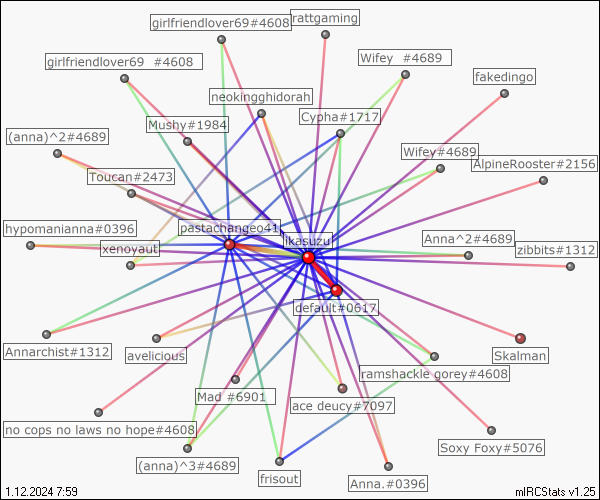 girlfriendlover69#4608
rattgaming
girlfriendlover69  #4608
Wifey  #4689
fakedingo
neokingghidorah
Cypha#1717
Mushy#1984
(anna)^2#4689
Wifey#4689
AlpineRooster#2156
Toucan#2473
hypomanianna#0396
pastachangeo41
ikasuzu
Anna^2#4689
xenoyaut
zibbits#1312
default#0617
Annarchist#1312
avelicious
Skalman
ramshackle gorey#4608
Mad #6901
ace deucy#7097
no cops no laws no hope#4608
Soxy Foxy#5076
(anna)^3#4689
frisout
Anna.#0396
1.12.2024 7:59
mIRCStats v1.25